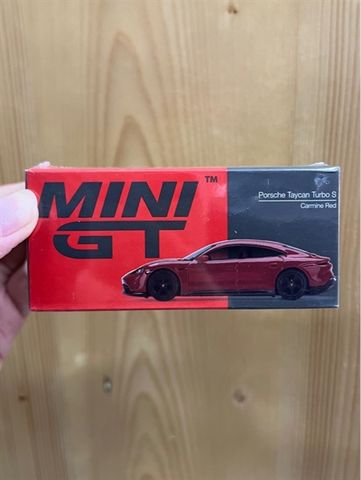 MINI ™
GT
Porsche Taycan Turbo S
Carmine Red